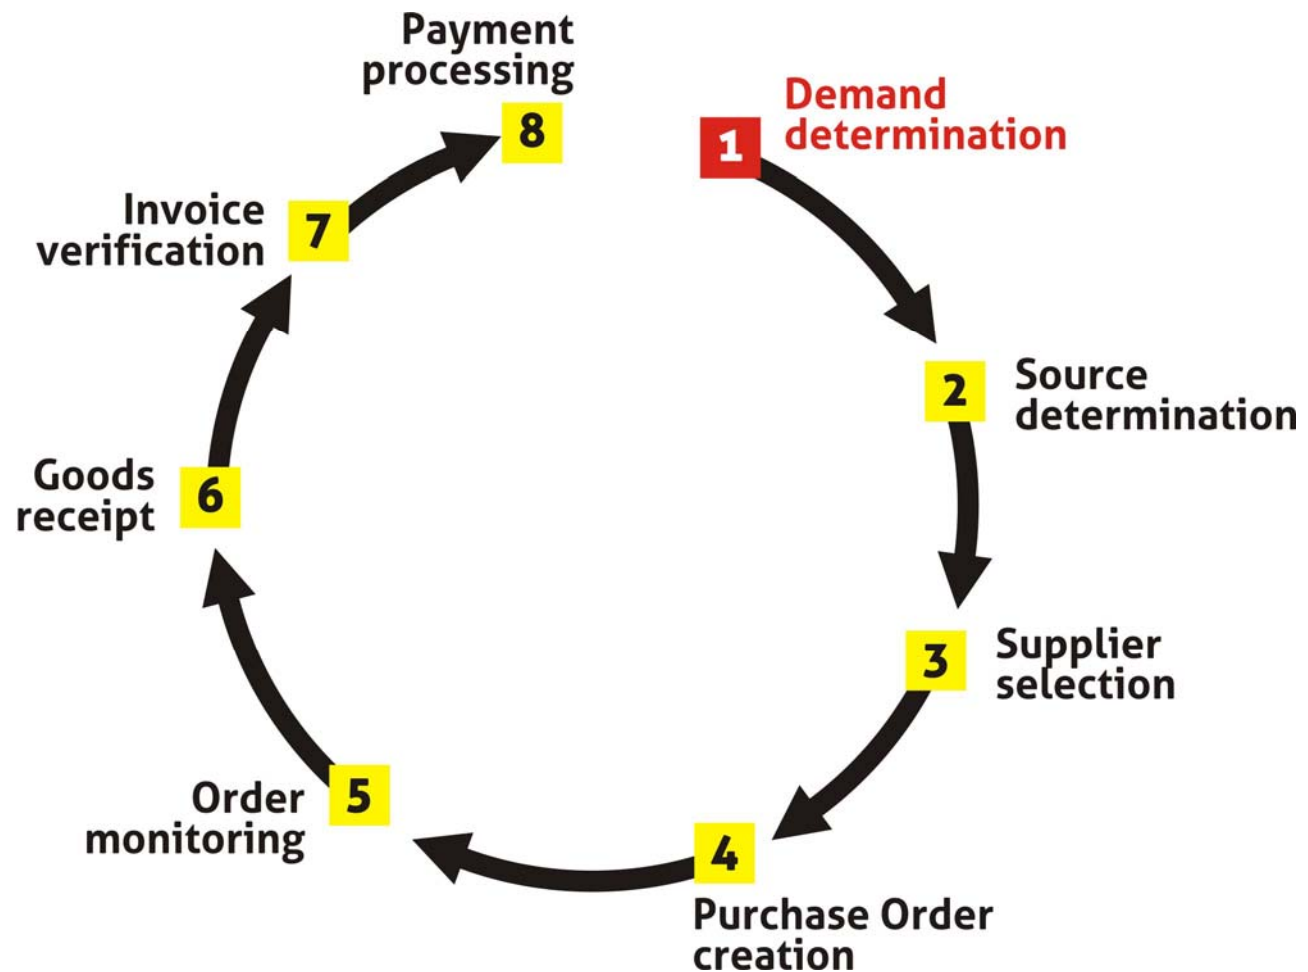 1
Demand
determination
2
Source
determination
3
Supplier
selection
4
Purchase Order
creation
5
Order
monitoring
6
Goods
receipt
7
Invoice
verification
8
Payment
processing